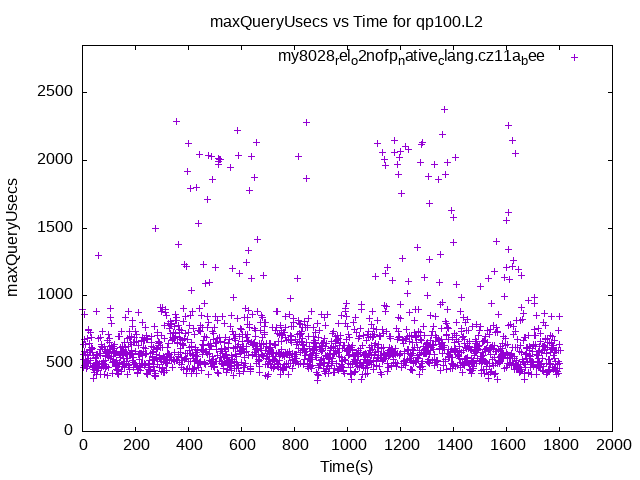 maxQueryUsecs vs Time for qp100.L2
my8028relo2nofpnativeclang.cz11abee
2500
2000
1500
1000
500
0
maxQueryUsecs
0 200 400 600 800 1000 1200 1400 1600 1800 2000
Time(s)